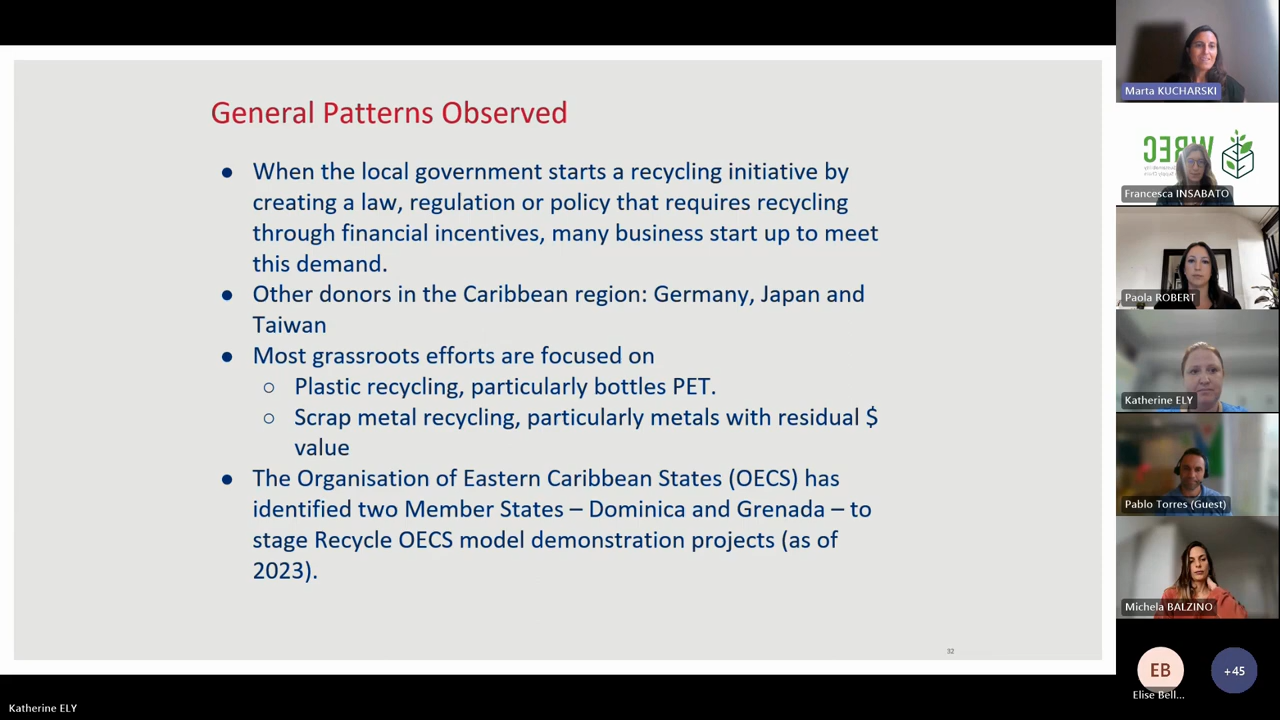 General Patterns Observed
● When the local government starts a recycling initiative by
creating a law, regulation or policy that requires recycling
through financial incentives, many business start up to meet
this demand.
● Other donors in the Caribbean region: Germany, Japan and
Taiwan
● Most grassroots efforts are focused on
○ Plastic recycling, particularly bottles PET.
○ Scrap metal recycling, particularly metals with residual $
value
● The Organisation of Eastern Caribbean States (OECS) has
identified two Member States – Dominica and Grenada – to
stage Recycle OECS model demonstration projects (as of
2023).
32
Marta KUCHARSKI
WREC
Francesca INSABATO
Paola ROBERT
Katherine ELY
Pablo Torres (Guest)
Michela BALZINO
EB
+45
Elise Bell...
Katherine ELY